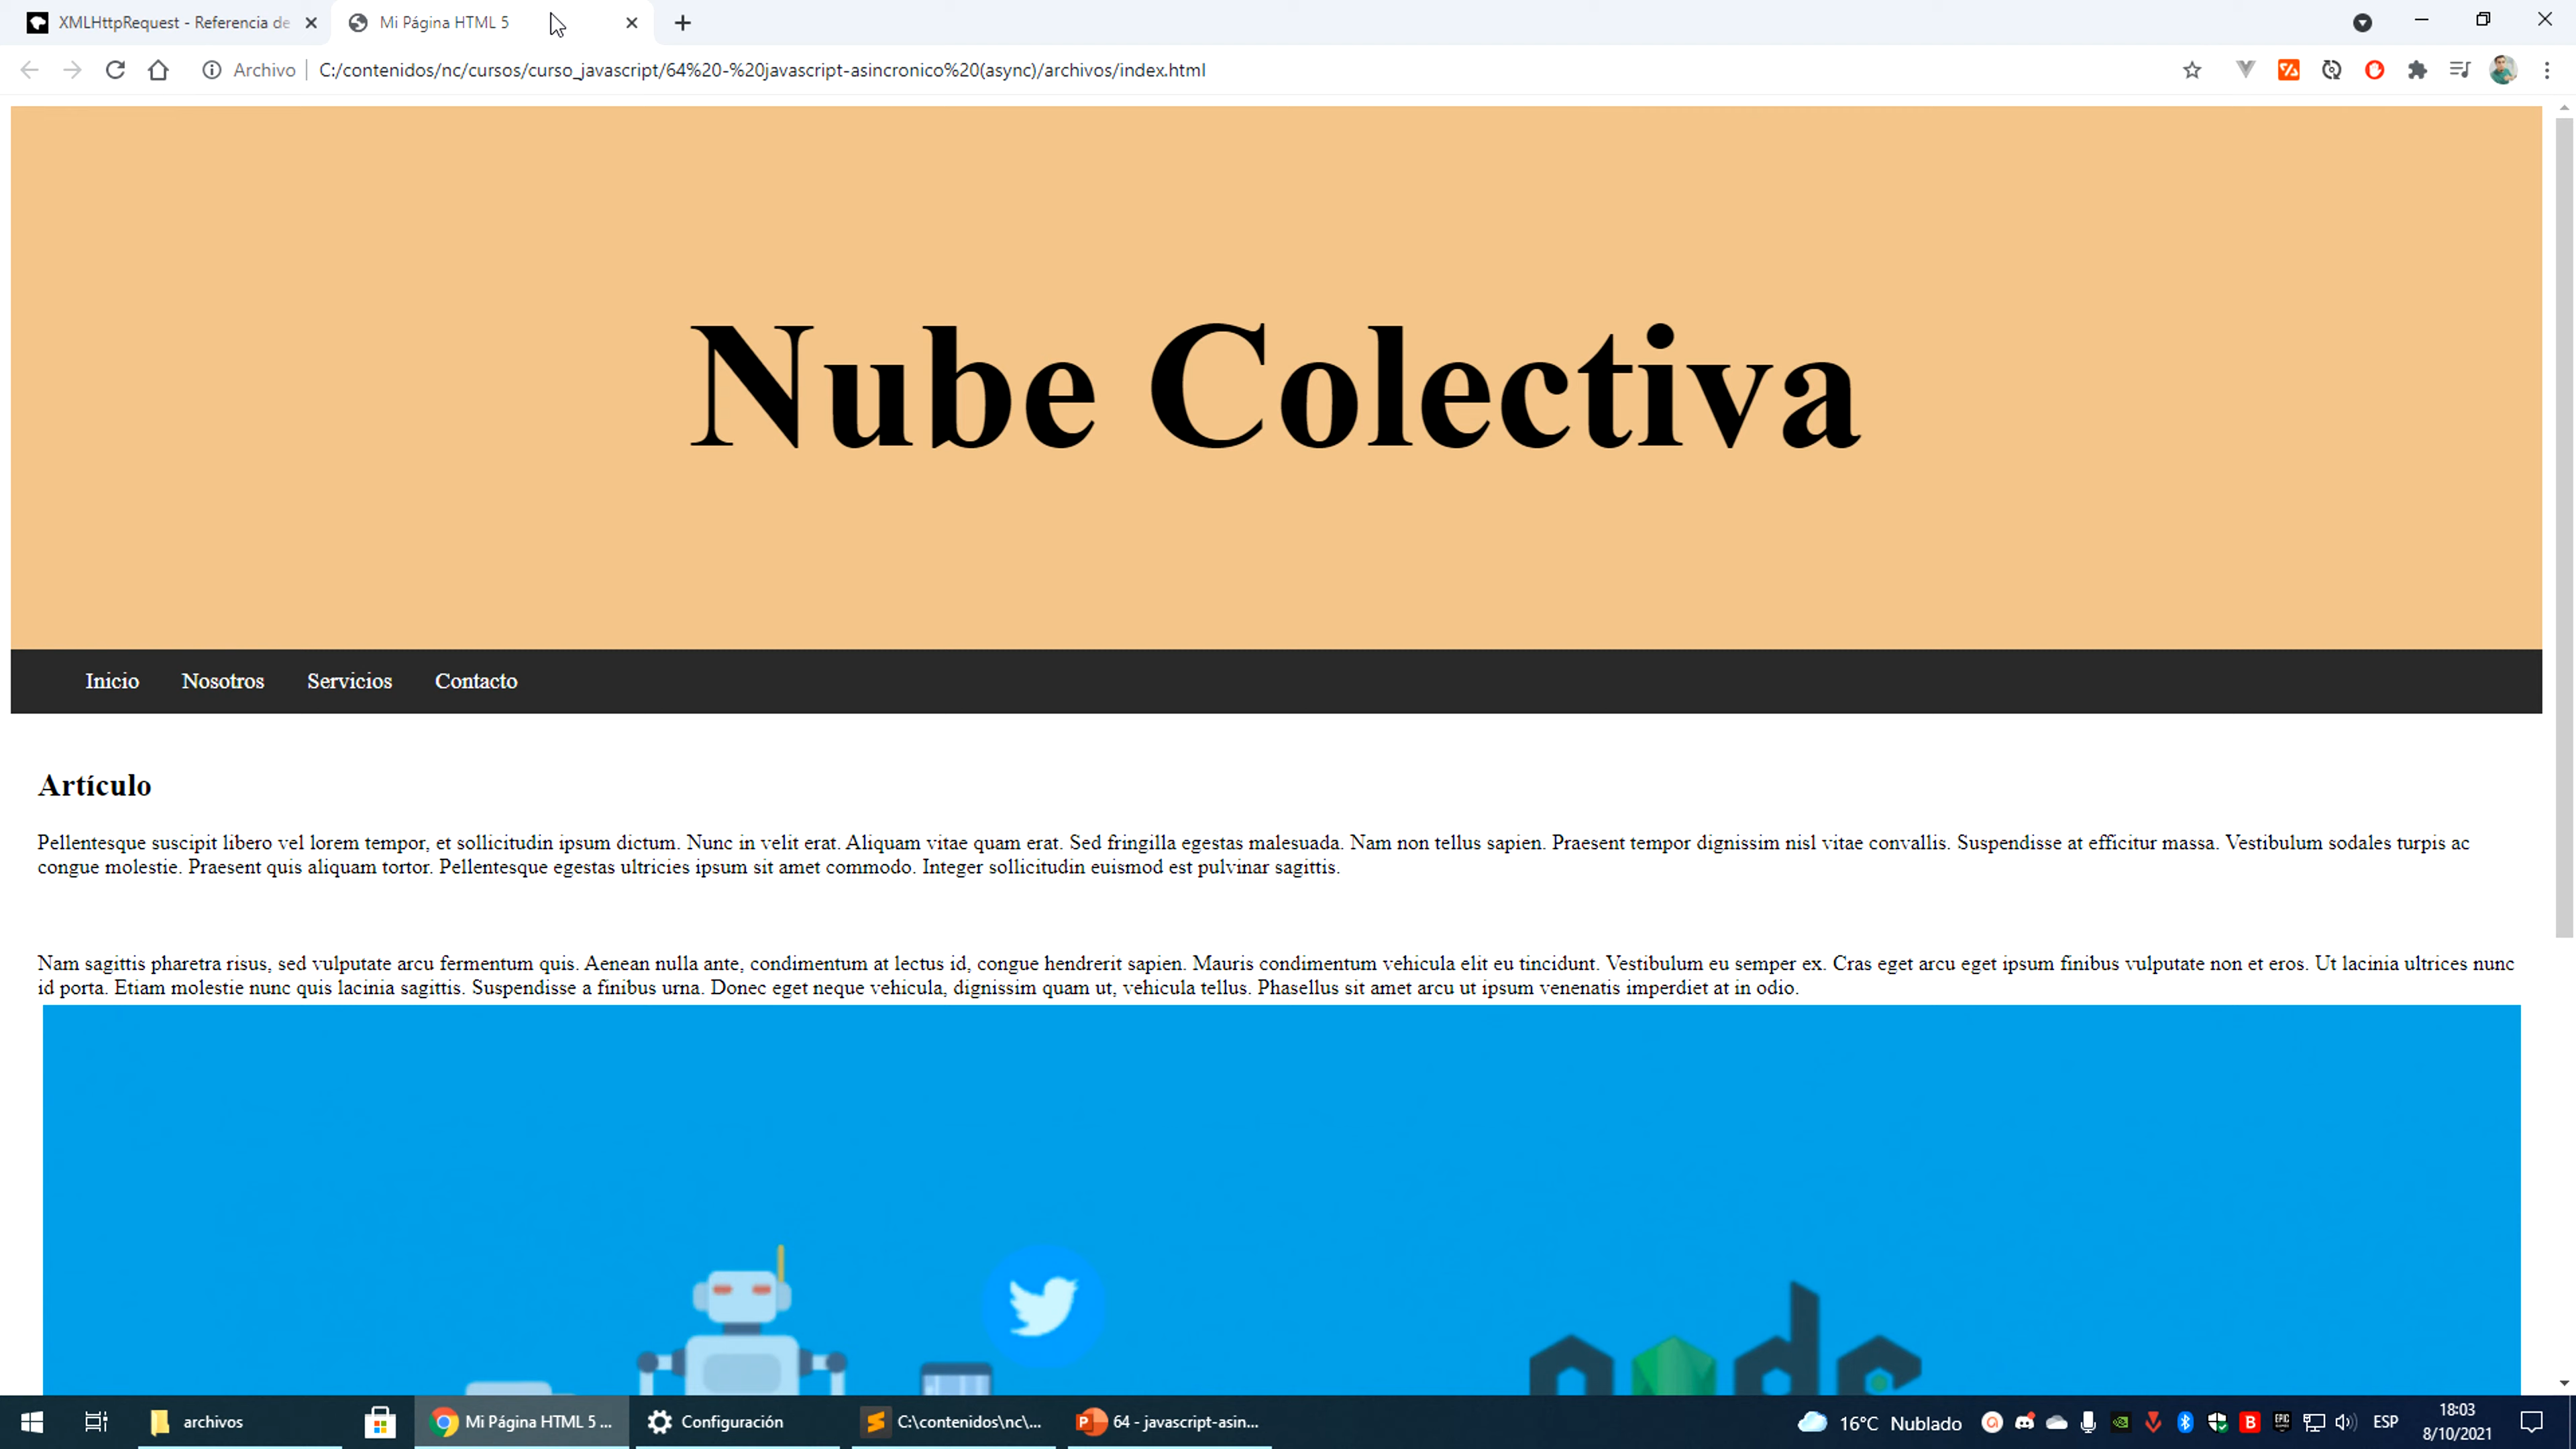 XMLHttpRequest - Referencia de
Mi Página HTML 5
Archivo
C:/contenidos/nc/cursos/curso_javascript/64%20-%20javascript-asincronico%20(async)/archivos/index.html
Nube Colectiva
Inicio Nosotros Servicios Contacto
Artículo
Pellentesque suscipit libero vel lorem tempor, et sollicitudin ipsum dictum. Nunc in velit erat. Aliquam vitae quam erat. Sed fringilla egestas malesuada. Nam non tellus sapien. Praesent tempor dignissim nisl vitae convallis. Suspendisse at efficitur massa. Vestibulum sodales turpis ac
congue molestie. Praesent quis aliquam tortor. Pellentesque egestas ultricies ipsum sit amet commodo. Integer sollicitudin euismod est pulvinar sagittis.
Nam sagittis pharetra risus, sed vulputate arcu fermentum quis. Aenean nulla ante, condimentum at lectus id, congue hendrerit sapien. Mauris condimentum vehicula elit eu tincidunt. Vestibulum eu semper ex. Cras eget arcu eget ipsum finibus vulputate non et eros. Ut lacinia ultrices nunc
id porta. Etiam molestie nunc quis lacinia sagittis. Suspendisse a finibus urna. Donec eget neque vehicula, dignissim quam ut, vehicula tellus. Phasellus sit amet arcu ut ipsum venenatis imperdiet at in odio.
node
archivos
Mi Página HTML 5 ...
Configuración
C:\contenidos\nc\...
64 - javascript-asin...
16°C Nublado
ESP
18:03
8/10/2021